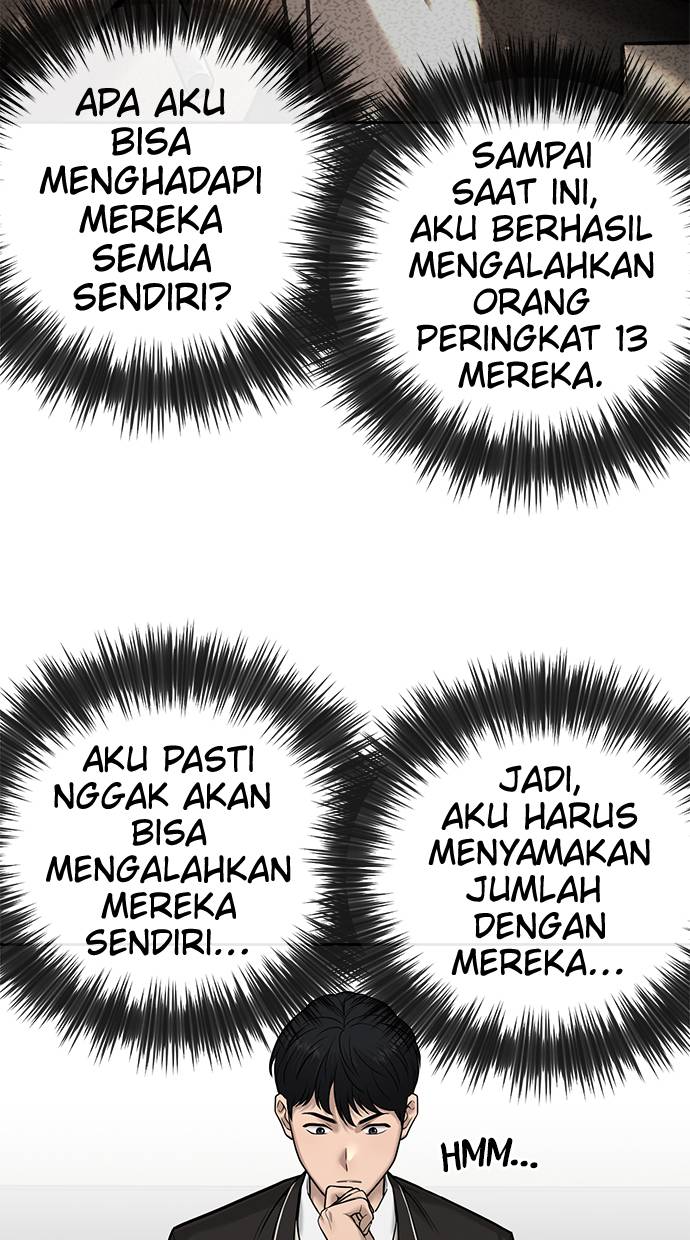 APA AKU
BISA
MENGHADAPI
MEREKA
SEMUA
SENDIRI?
SAMPAI
SAAT INI,
AKU BERHASIL
MENGALAHKAN
ORANG
PERINGKAT 13
MEREKA.
AKU PASTI
NGGAK AKAN
BISA
MENGALAHKAN
MEREKA
SENDIRI...
JADI,
AKU HARUS
MENYAMAKAN
JUMLAH
DENGAN
MEREKA...
HMM...